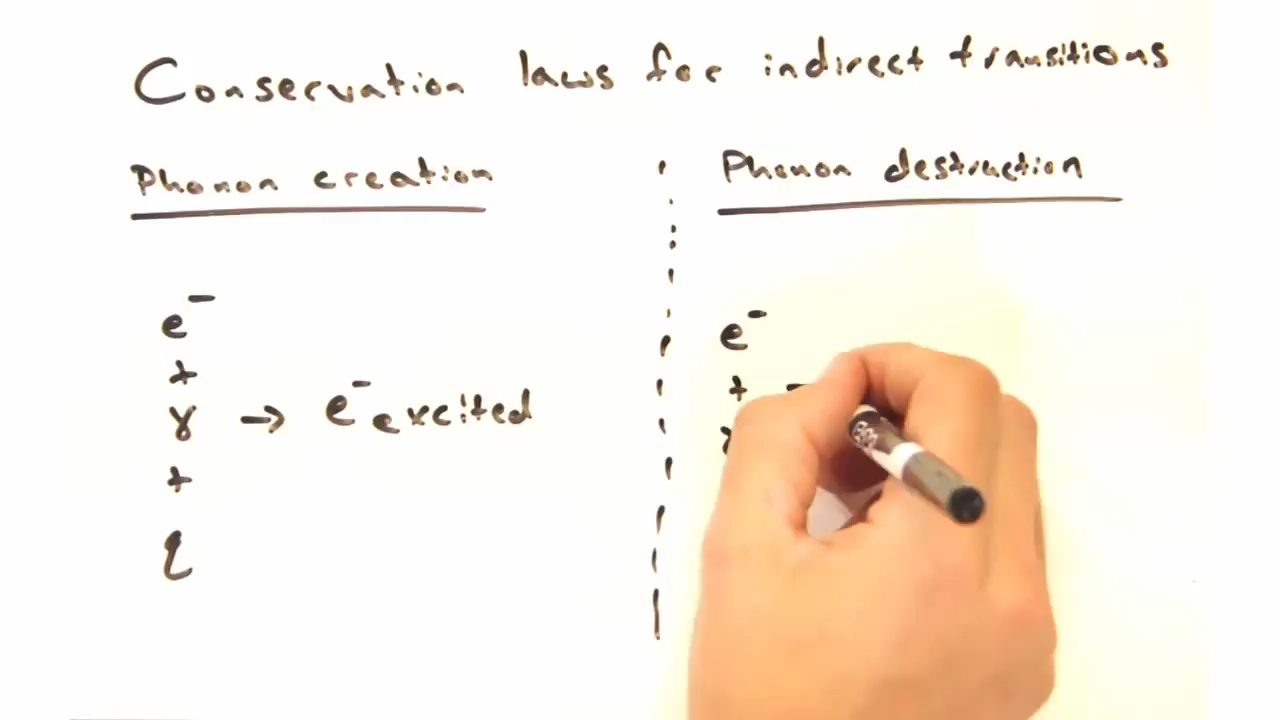 Conservation laws for indirect transitions
Phonon creation
Phonon destruction
e⁻
+
γ → e⁻ excited
+
q
e⁻
+